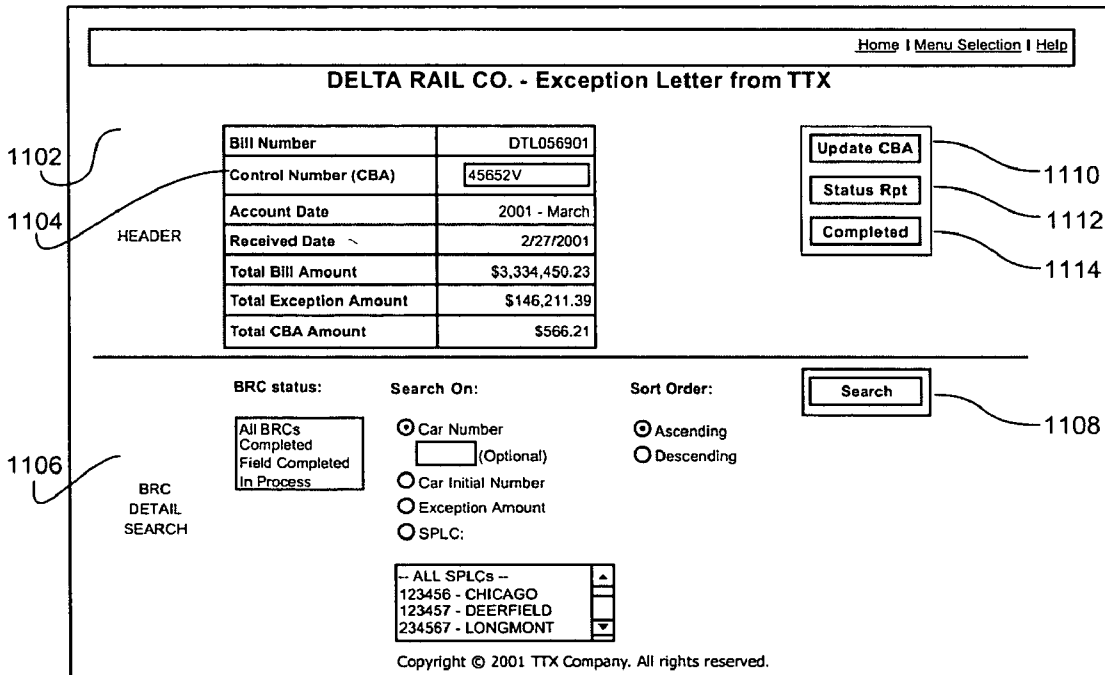 Home | Menu Selection | Help
DELTA RAIL CO. - Exception Letter from TTX
1102
1104
HEADER
Bill Number DTL056901
Control Number (CBA) 45652V
Account Date 2001 - March
Received Date 2/27/2001
Total Bill Amount $3,334,450.23
Total Exception Amount $146,211.39
Total CBA Amount $566.21
Update CBA
Status Rpt
Completed
1110
1112
1114
BRC status:
Search On:
Sort Order:
Search
1108
All BRCs
Completed
Field Completed
In Process
Car Number
(Optional)
Car Initial Number
Exception Amount
SPLC:
Ascending
Descending
1106
BRC
DETAIL
SEARCH
-- ALL SPLCs --
123456 - CHICAGO
123457 - DEERFIELD
234567 - LONGMONT
Copyright © 2001 TTX Company. All rights reserved.